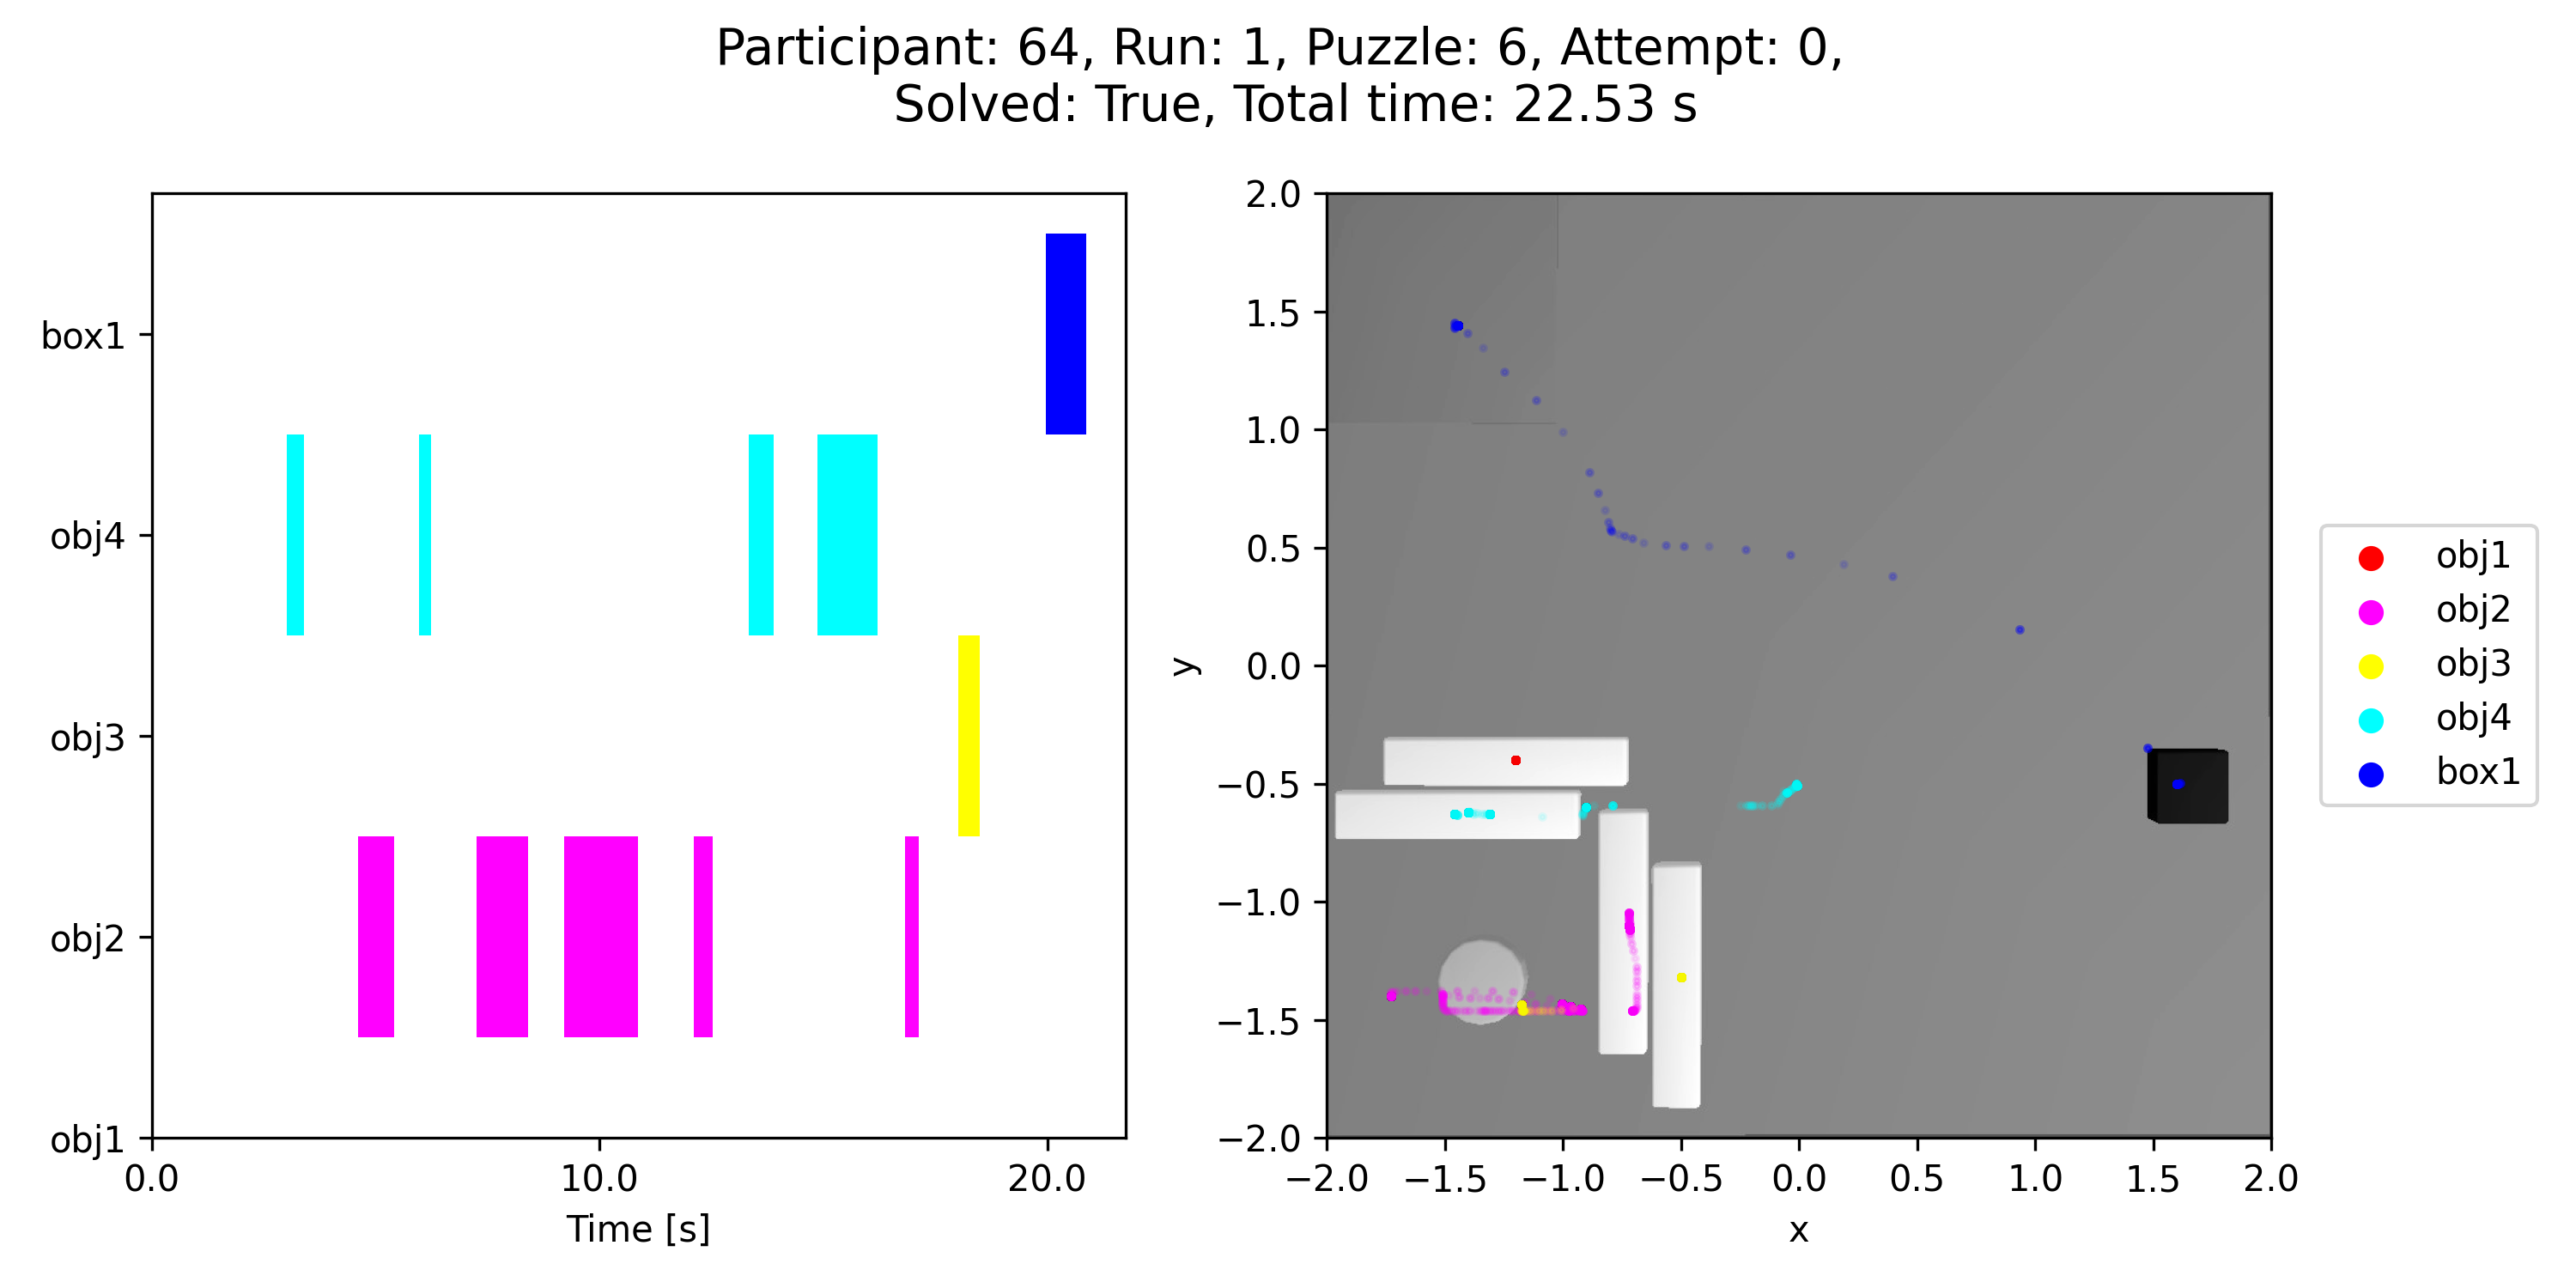 Participant: 64, Run: 1, Puzzle: 6, Attempt: 0,
Solved: True, Total time: 22.53 s
box1
obj4
obj3
obj2
obj1
0.0
10.0
20.0
Time [s]
2.0
1.5
1.0
0.5
0.0
−0.5
−1.0
−1.5
−2.0
y
−2.0
−1.5
−1.0
−0.5
0.0
0.5
1.0
1.5
2.0
x
obj1
obj2
obj3
obj4
box1